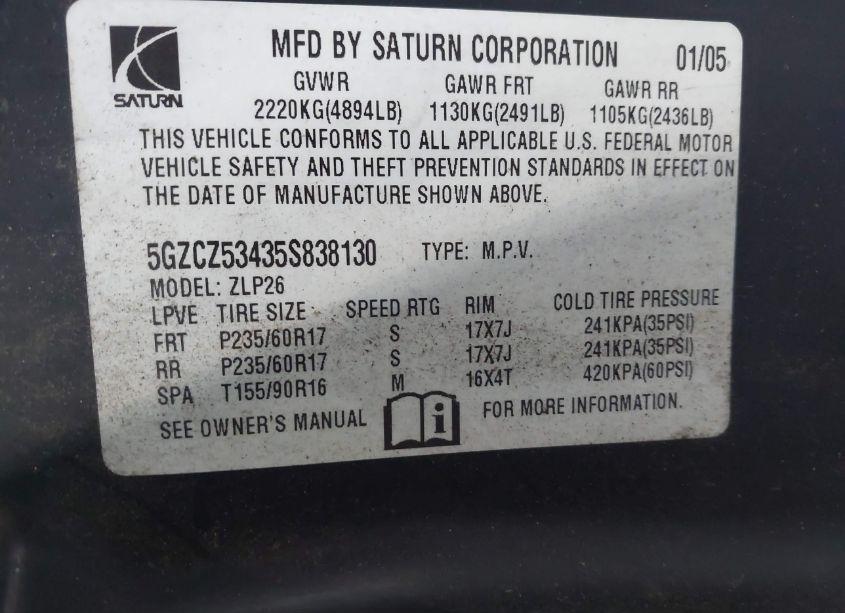 SATURN
MFD BY SATURN CORPORATION 01/05
GVWR GAWR FRT GAWR RR
2220KG(4894LB) 1130KG(2491LB) 1105KG(2436LB)
THIS VEHICLE CONFORMS TO ALL APPLICABLE U.S. FEDERAL MOTOR
VEHICLE SAFETY AND THEFT PREVENTION STANDARDS IN EFFECT ON
THE DATE OF MANUFACTURE SHOWN ABOVE.
5GZCZ53435S838130 TYPE: M.P.V.
MODEL: ZLP26
LPVE TIRE SIZE SPEED RTG RIM COLD TIRE PRESSURE
FRT P235/60R17 S 17X7J 241KPA(35PSI)
RR P235/60R17 S 17X7J 241KPA(35PSI)
SPA T155/90R16 M 16X4T 420KPA(60PSI)
SEE OWNER'S MANUAL i FOR MORE INFORMATION.